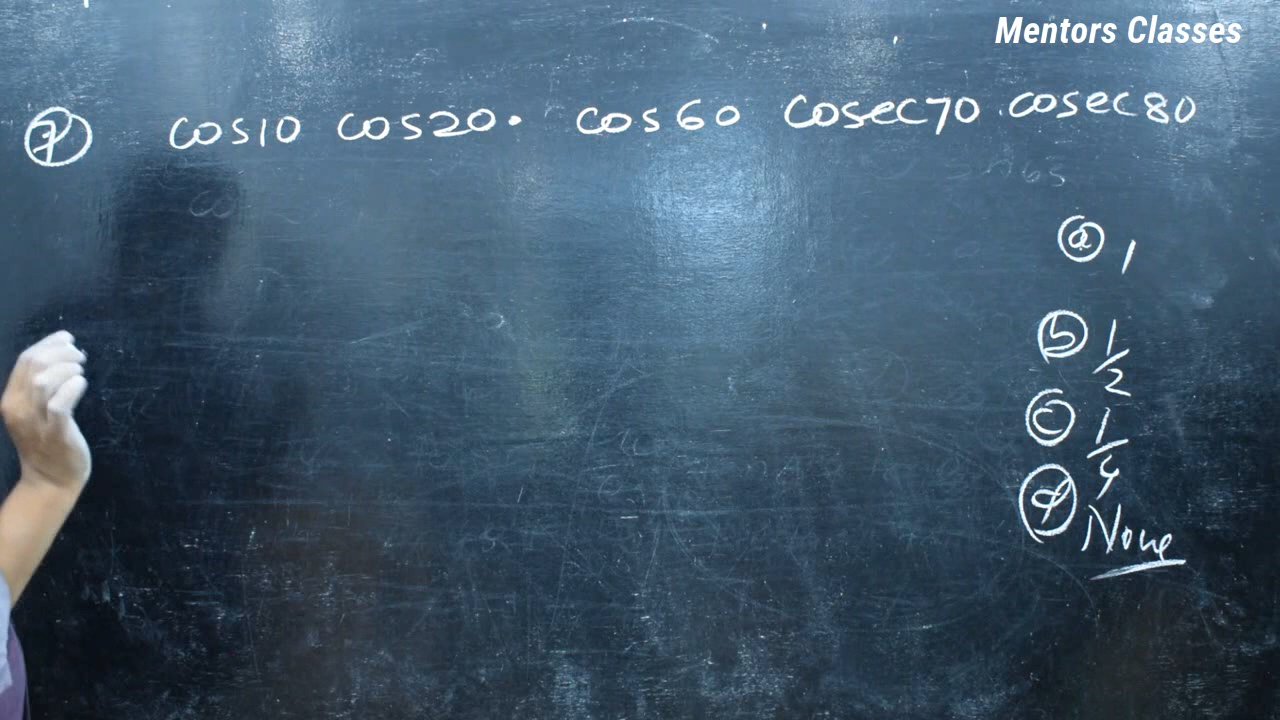 Mentors Classes
7 cos10 cos20. cos60 cosec70 .cosec80
a 1
b 1/2
c 1/4
d None